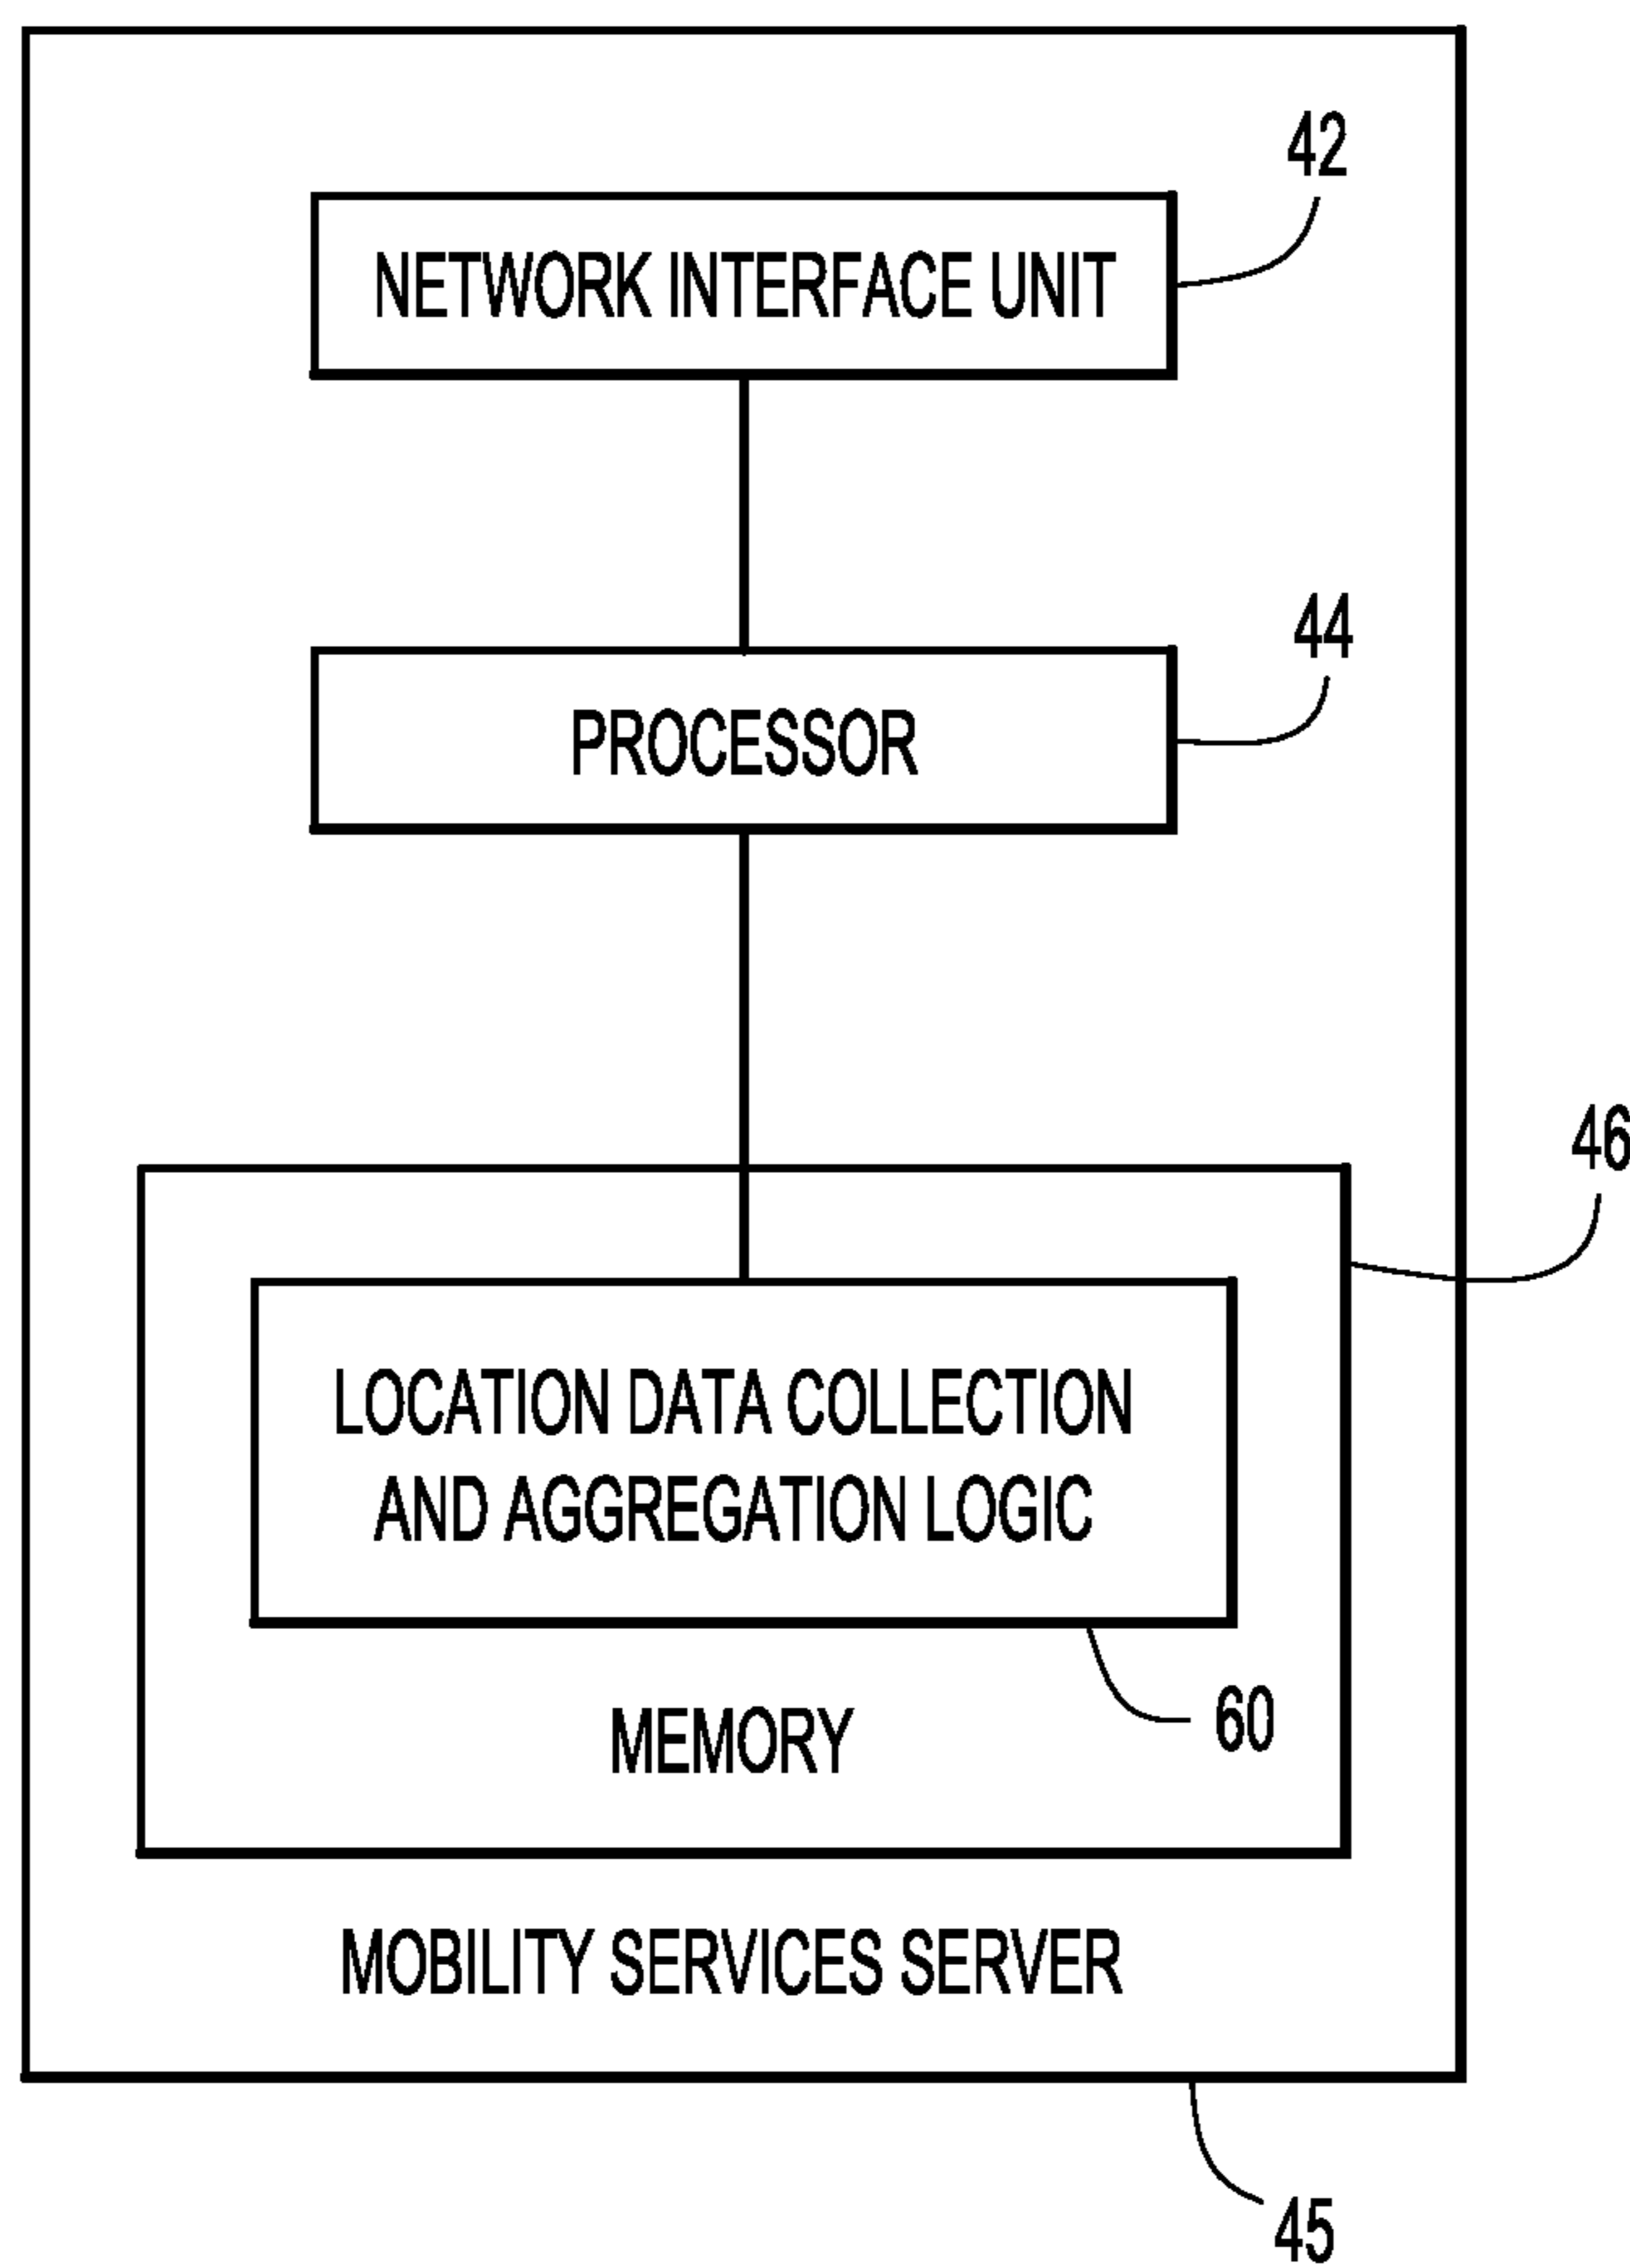 42
NETWORK INTERFACE UNIT
44
PROCESSOR
46
LOCATION DATA COLLECTION
AND AGGREGATION LOGIC
60
MEMORY
MOBILITY SERVICES SERVER
45